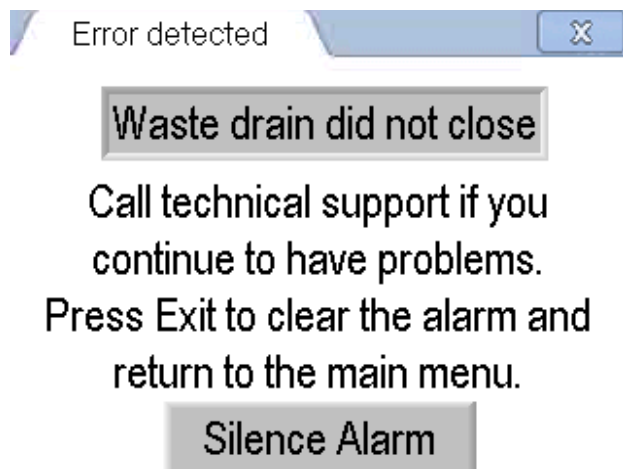 Error detected
Waste drain did not close
Call technical support if you
continue to have problems.
Press Exit to clear the alarm and
return to the main menu.
Silence Alarm